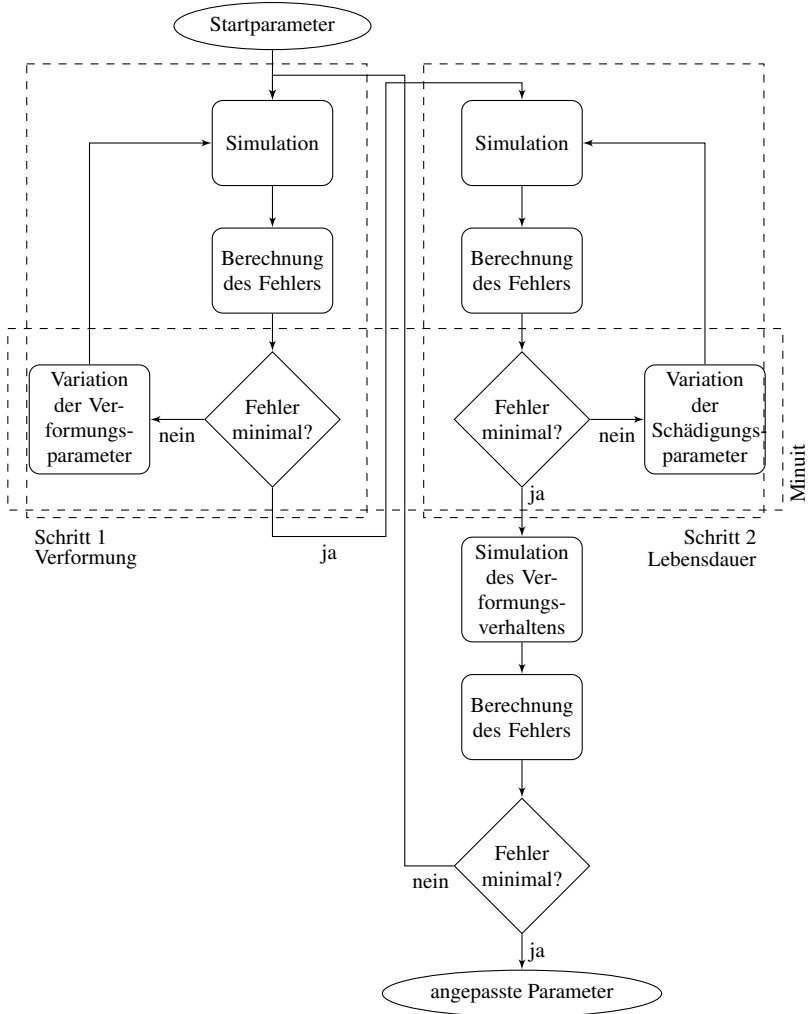 Startparameter
Simulation
Berechnung
des Fehlers
Fehler
minimal?
nein
Variation
der Ver-
formungs-
parameter
ja
Schritt 1
Verformung
Simulation
Berechnung
des Fehlers
Fehler
minimal?
nein
Variation
der
Schädigungs-
parameter
ja
Minuit
Schritt 2
Lebensdauer
Simulation
des Ver-
formungs-
verhaltens
Berechnung
des Fehlers
Fehler
minimal?
nein
ja
angepasste Parameter